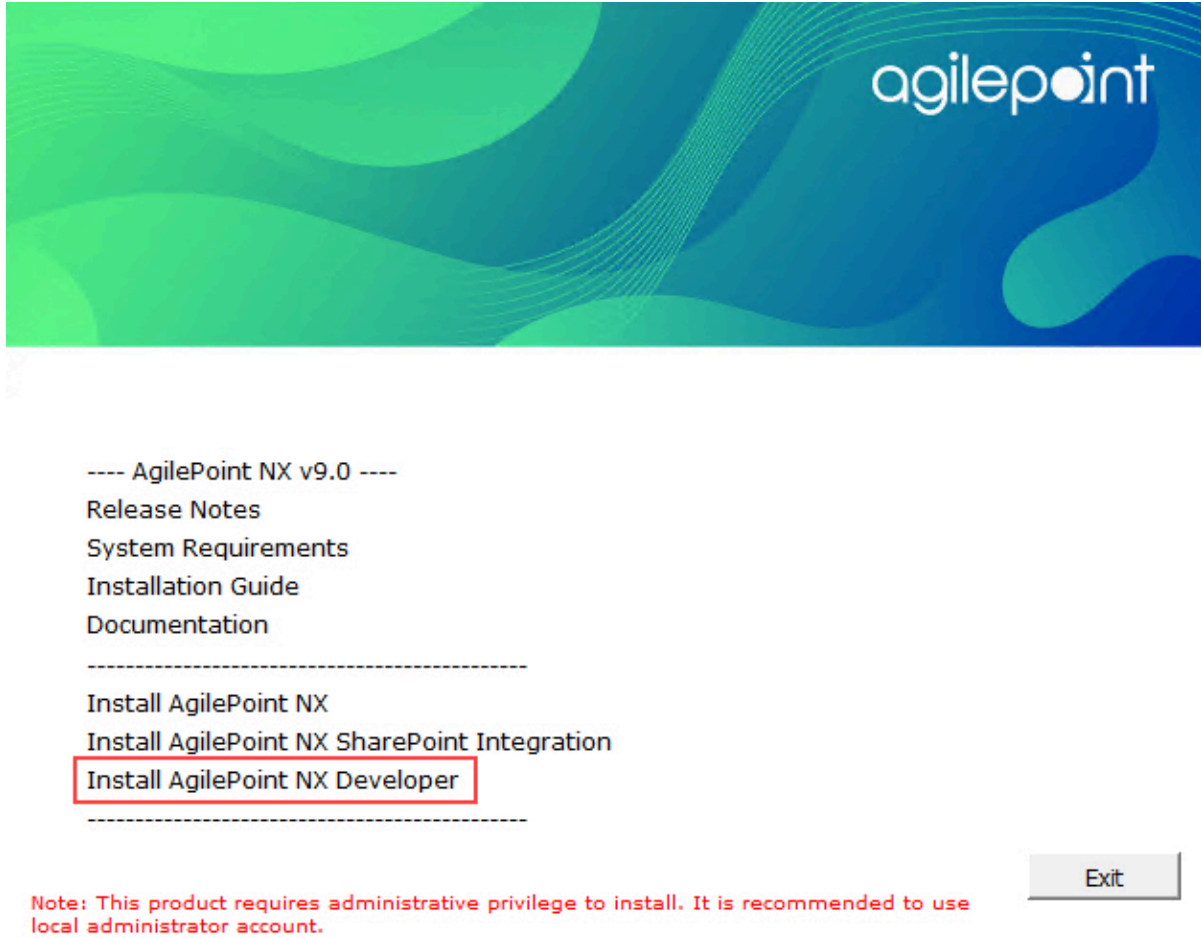 agilepoint
---- AgilePoint NX v9.0 ----
Release Notes
System Requirements
Installation Guide
Documentation
----------------------------------------------
Install AgilePoint NX
Install AgilePoint NX SharePoint Integration
Install AgilePoint NX Developer
----------------------------------------------
Exit
Note: This product requires administrative privilege to install. It is recommended to use
local administrator account.